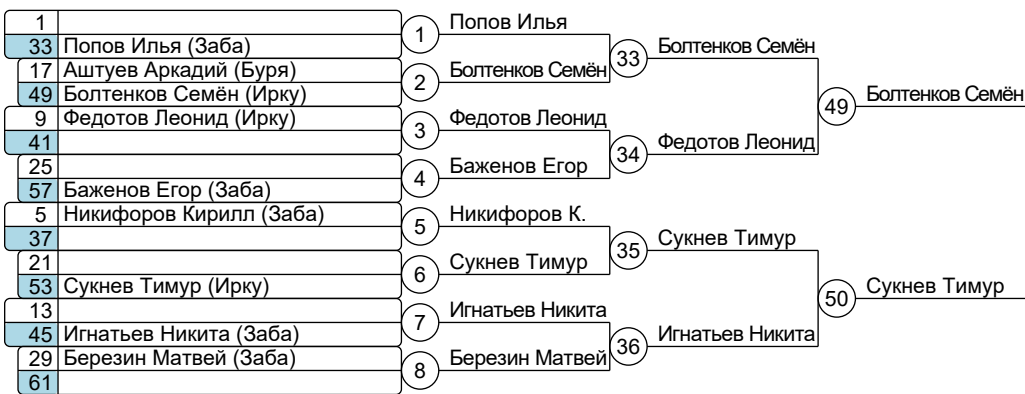 1
33 Попов Илья (Заба)
17 Аштуев Аркадий (Буря)
49 Болтенков Семён (Ирку)
9 Федотов Леонид (Ирку)
41
25
57 Баженов Егор (Заба)
5 Никифоров Кирилл (Заба)
37
21
53 Сукнев Тимур (Ирку)
13
45 Игнатьев Никита (Заба)
29 Березин Матвей (Заба)
61
1 Попов Илья
2 Болтенков Семён
3 Федотов Леонид
4 Баженов Егор
5 Никифоров К.
6 Сукнев Тимур
7 Игнатьев Никита
8 Березин Матвей
33 Болтенков Семён
34 Федотов Леонид
35 Сукнев Тимур
36 Игнатьев Никита
49 Болтенков Семён
50 Сукнев Тимур